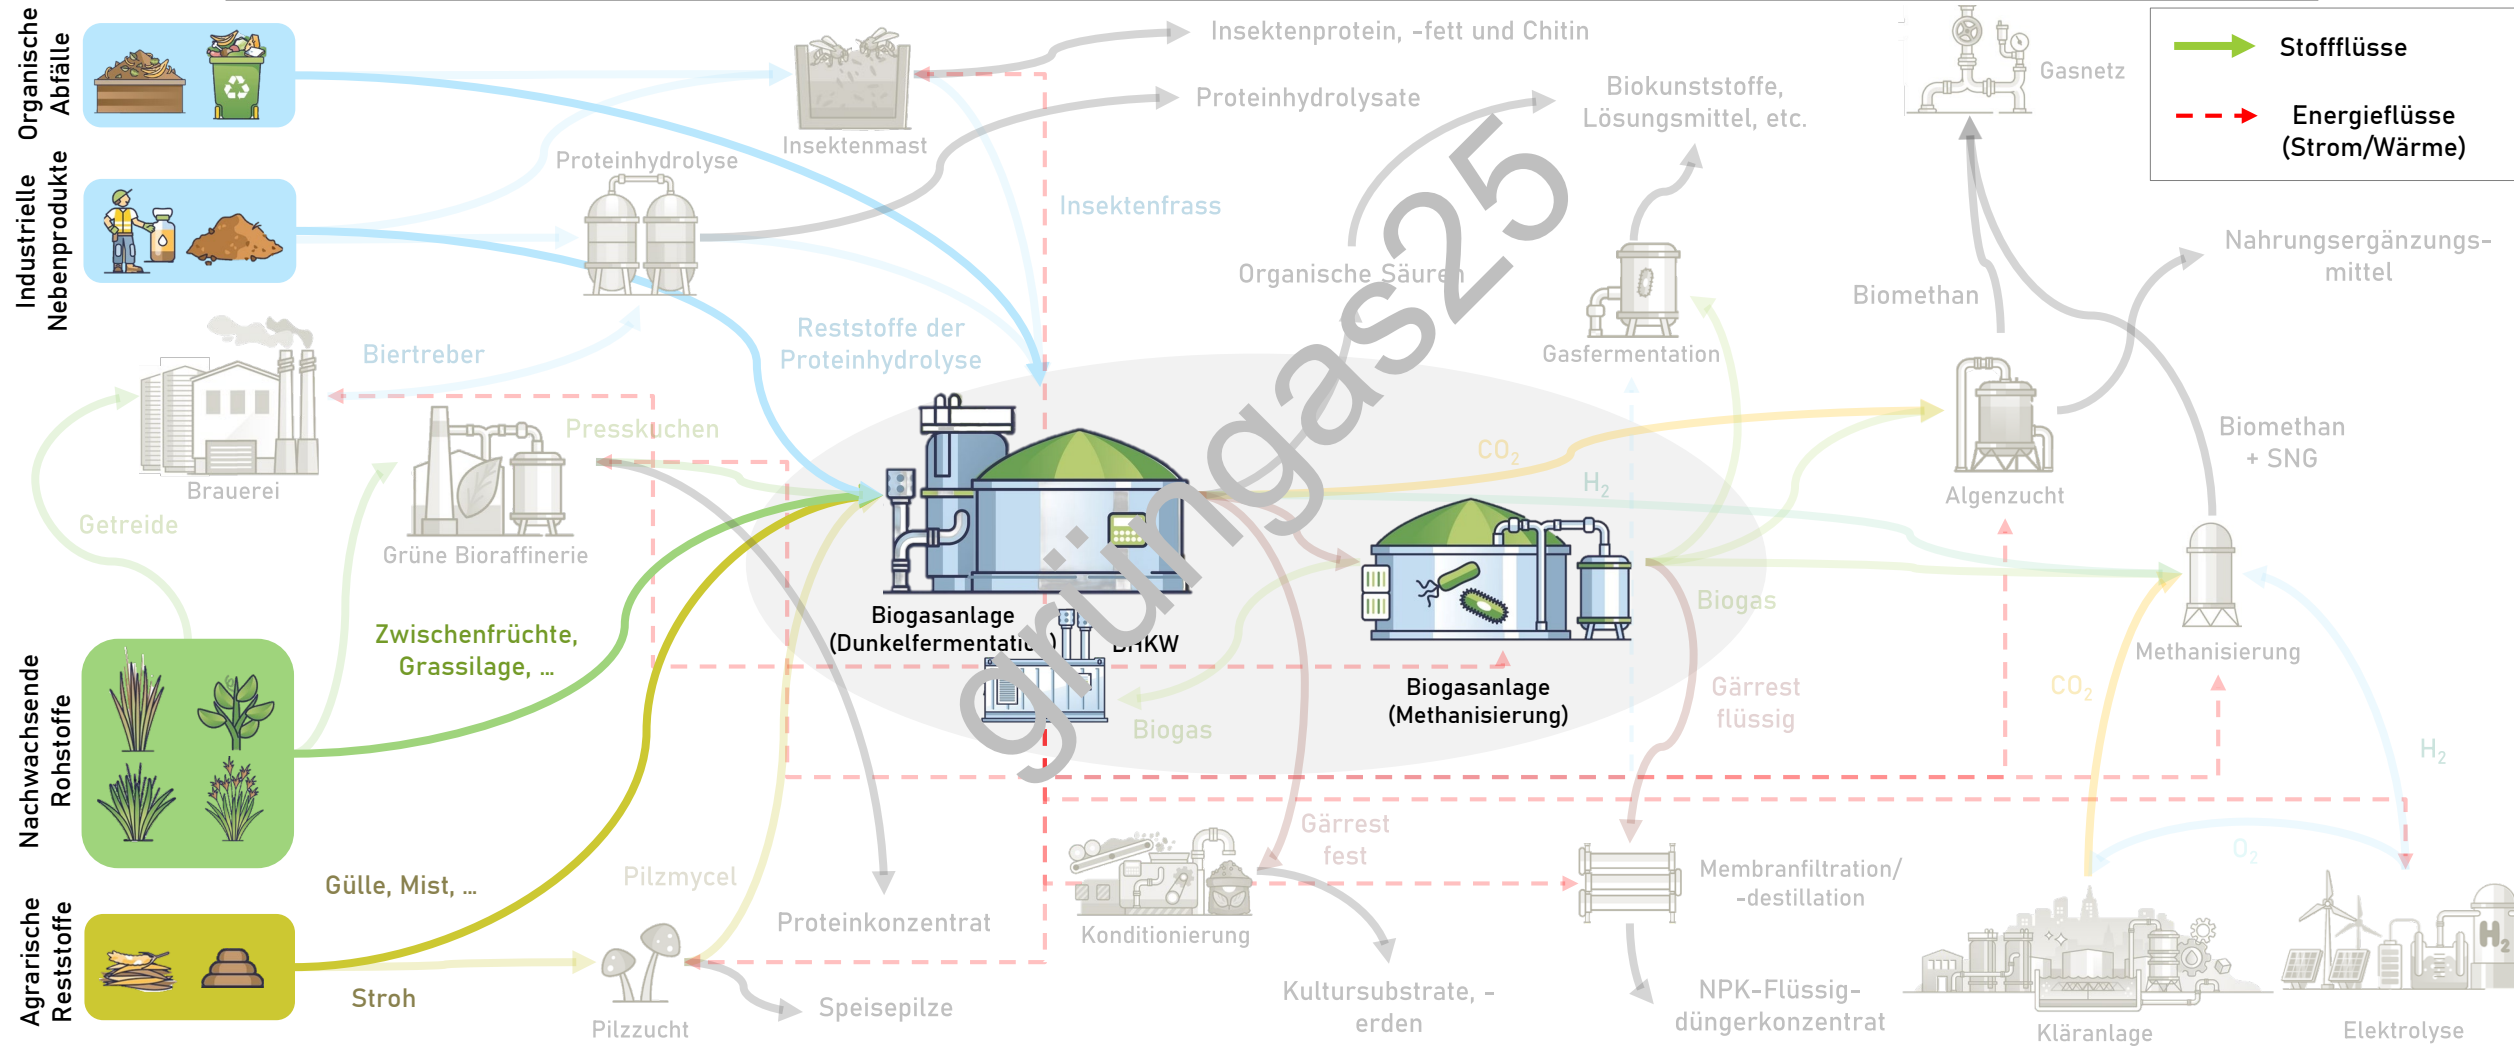 Organische
Abfälle
Industrielle
Nebenprodukte
Nachwachsende
Rohstoffe
Agrarische
Reststoffe
Insektenprotein, -fett und Chitin
Proteinhydrolysate
Biokunststoffe,
Lösungsmittel, etc.
Gasnetz
Stoffflüsse
Energieflüsse
(Strom/Wärme)
Insektenmast
Proteinhydrolyse
Insektenfrass
Organische Säuren
Nahrungsergänzungs-
mittel
Biomethan
Reststoffe der
Proteinhydrolyse
Biertreber
Gasfermentation
Presskuchen
CO2
H2
Biomethan
+ SNG
Brauerei
Algenzucht
Getreide
Grüne Bioraffinerie
Biogasanlage
(Dunkelfermentation)
BHKW
Zwischenfrüchte,
Grassilage, ...
Biogas
Methanisierung
Biogasanlage
(Methanisierung)
Gärrest
flüssig
CO2
Biogas
H2
Gärrest
fest
O2
Gülle, Mist, ...
Pilzmycel
Membranfiltration/
-destillation
Proteinkonzentrat
Konditionierung
Stroh
Speisepilze
Kultursubstrate, -
erden
NPK-Flüssig-
düngerkonzentrat
H2
Pilzzucht
Kläranlage
Elektrolyse
grüngas25